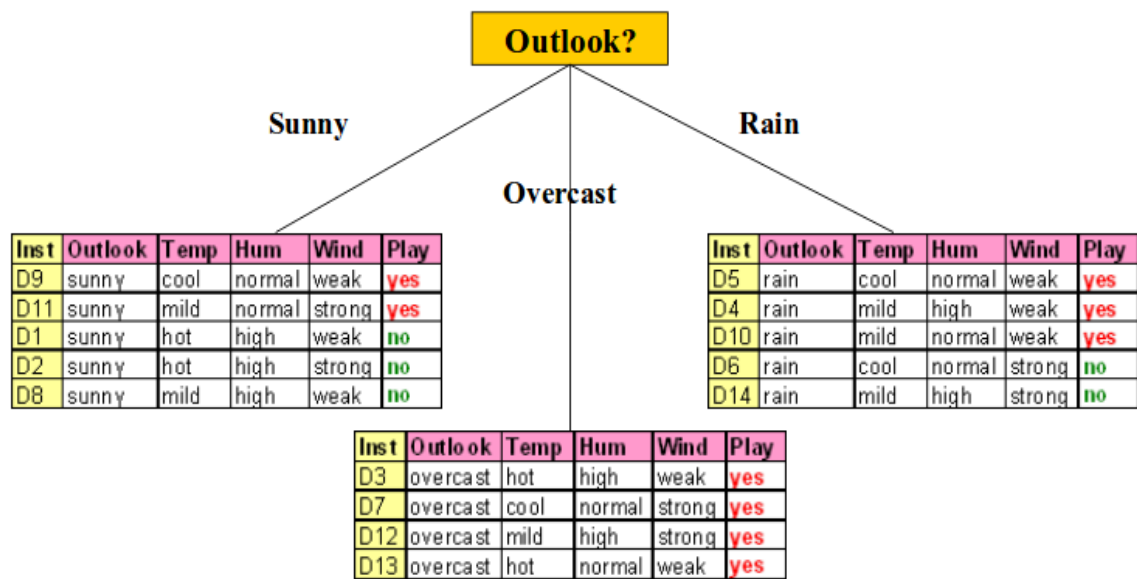 Outlook?
Sunny
Rain
Overcast
Inst Outlook Temp Hum Wind Play
D9 sunny cool normal weak yes
D11 sunny mild normal strong yes
D1 sunny hot high weak no
D2 sunny hot high strong no
D8 sunny mild high weak no
Inst Outlook Temp Hum Wind Play
D5 rain cool normal weak yes
D4 rain mild high weak yes
D10 rain mild normal weak yes
D6 rain cool normal strong no
D14 rain mild high strong no
Inst Outlook Temp Hum Wind Play
D3 overcast hot high weak yes
D7 overcast cool normal strong yes
D12 overcast mild high strong yes
D13 overcast hot normal weak yes